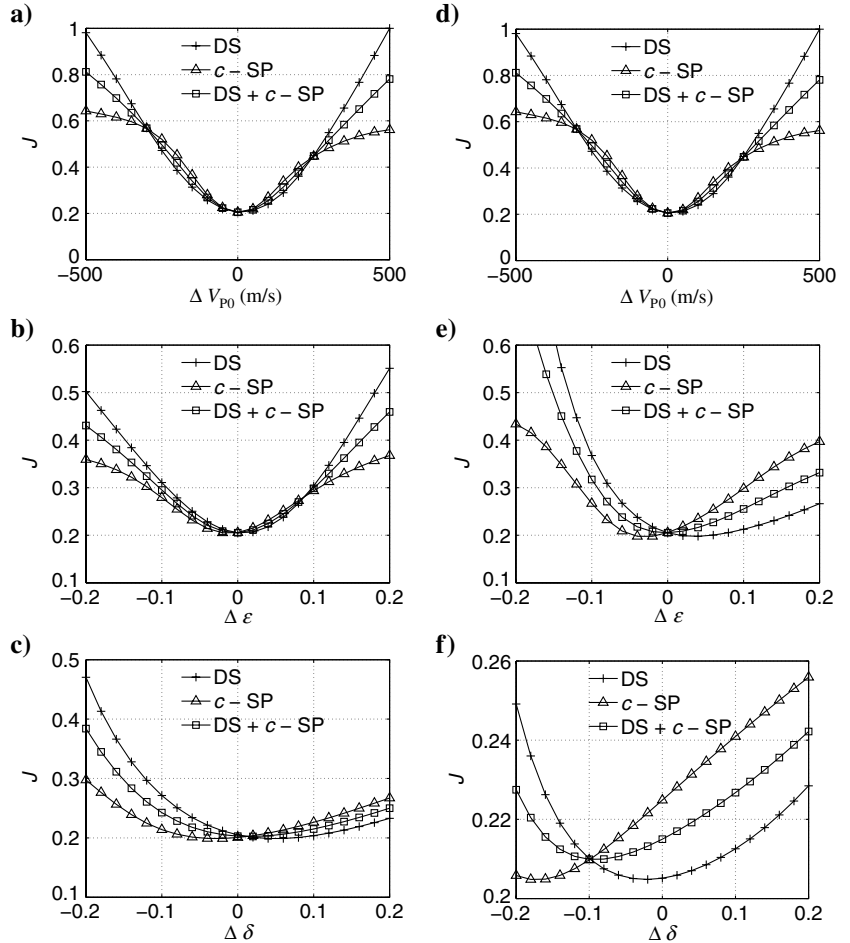 a)
1
0.8
0.6
0.4
0.2
0
J
DS
c – SP
DS + c – SP
−500
0
500
Δ V_P0 (m/s)
d)
1
0.8
0.6
0.4
0.2
0
J
DS
c – SP
DS + c – SP
−500
0
500
Δ V_P0 (m/s)
b)
0.6
0.5
0.4
0.3
0.2
0.1
J
DS
c – SP
DS + c – SP
−0.2
−0.1
0
0.1
0.2
Δ ε
e)
0.6
0.5
0.4
0.3
0.2
0.1
J
DS
c – SP
DS + c – SP
−0.2
−0.1
0
0.1
0.2
Δ ε
c)
0.5
0.4
0.3
0.2
0.1
J
DS
c – SP
DS + c – SP
−0.2
−0.1
0
0.1
0.2
Δ δ
f)
0.26
0.24
0.22
0.2
J
DS
c – SP
DS + c – SP
−0.2
−0.1
0
0.1
0.2
Δ δ